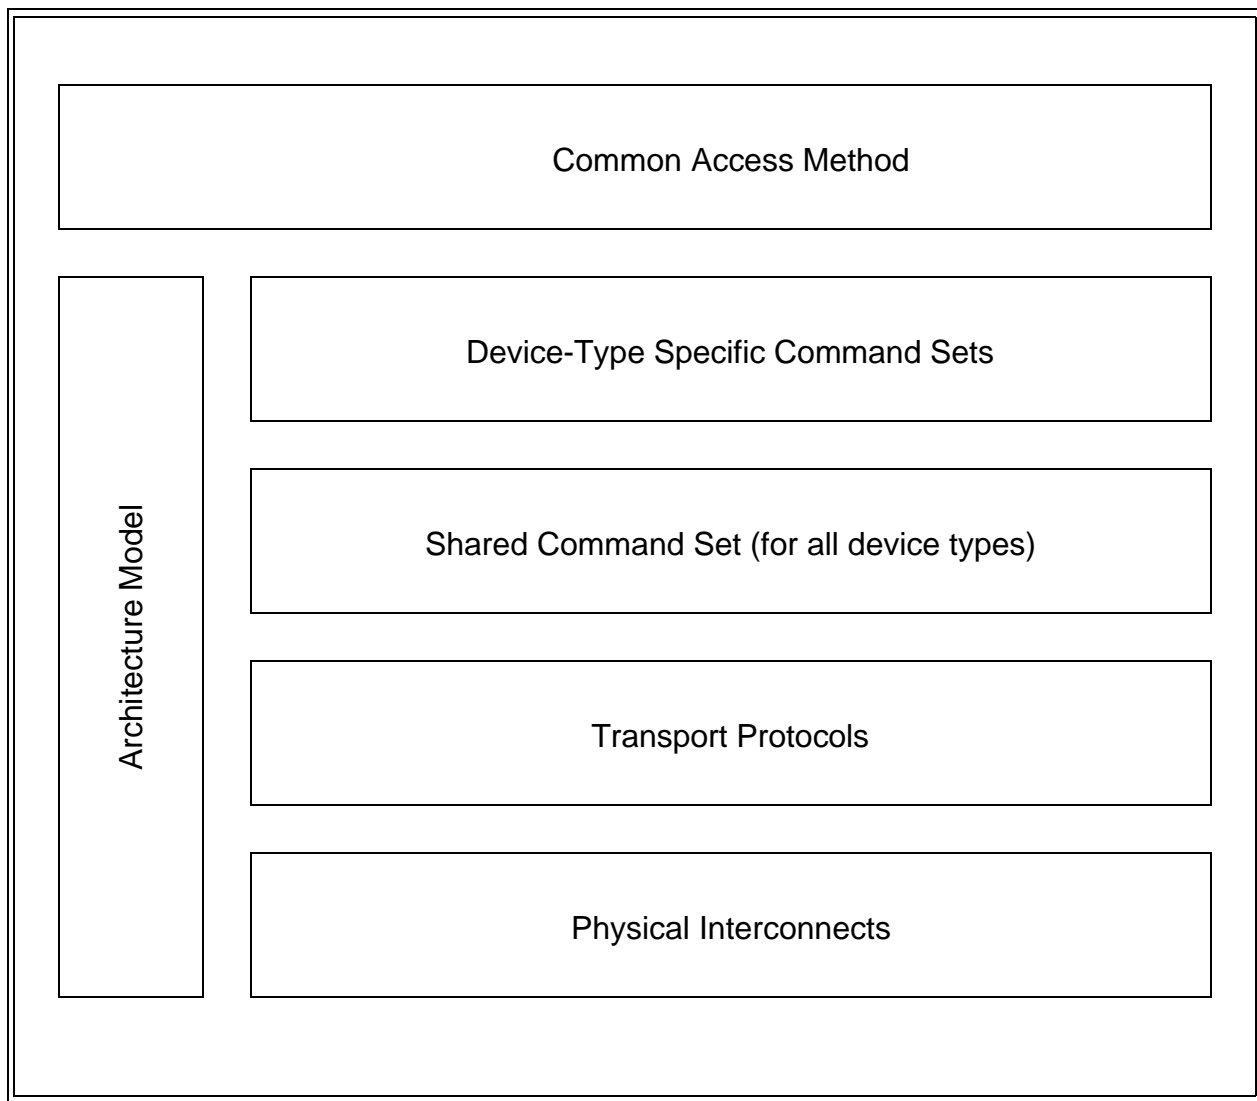 Common Access Method
Device-Type Specific Command Sets
Shared Command Set (for all device types)
Architecture Model
Transport Protocols
Physical Interconnects